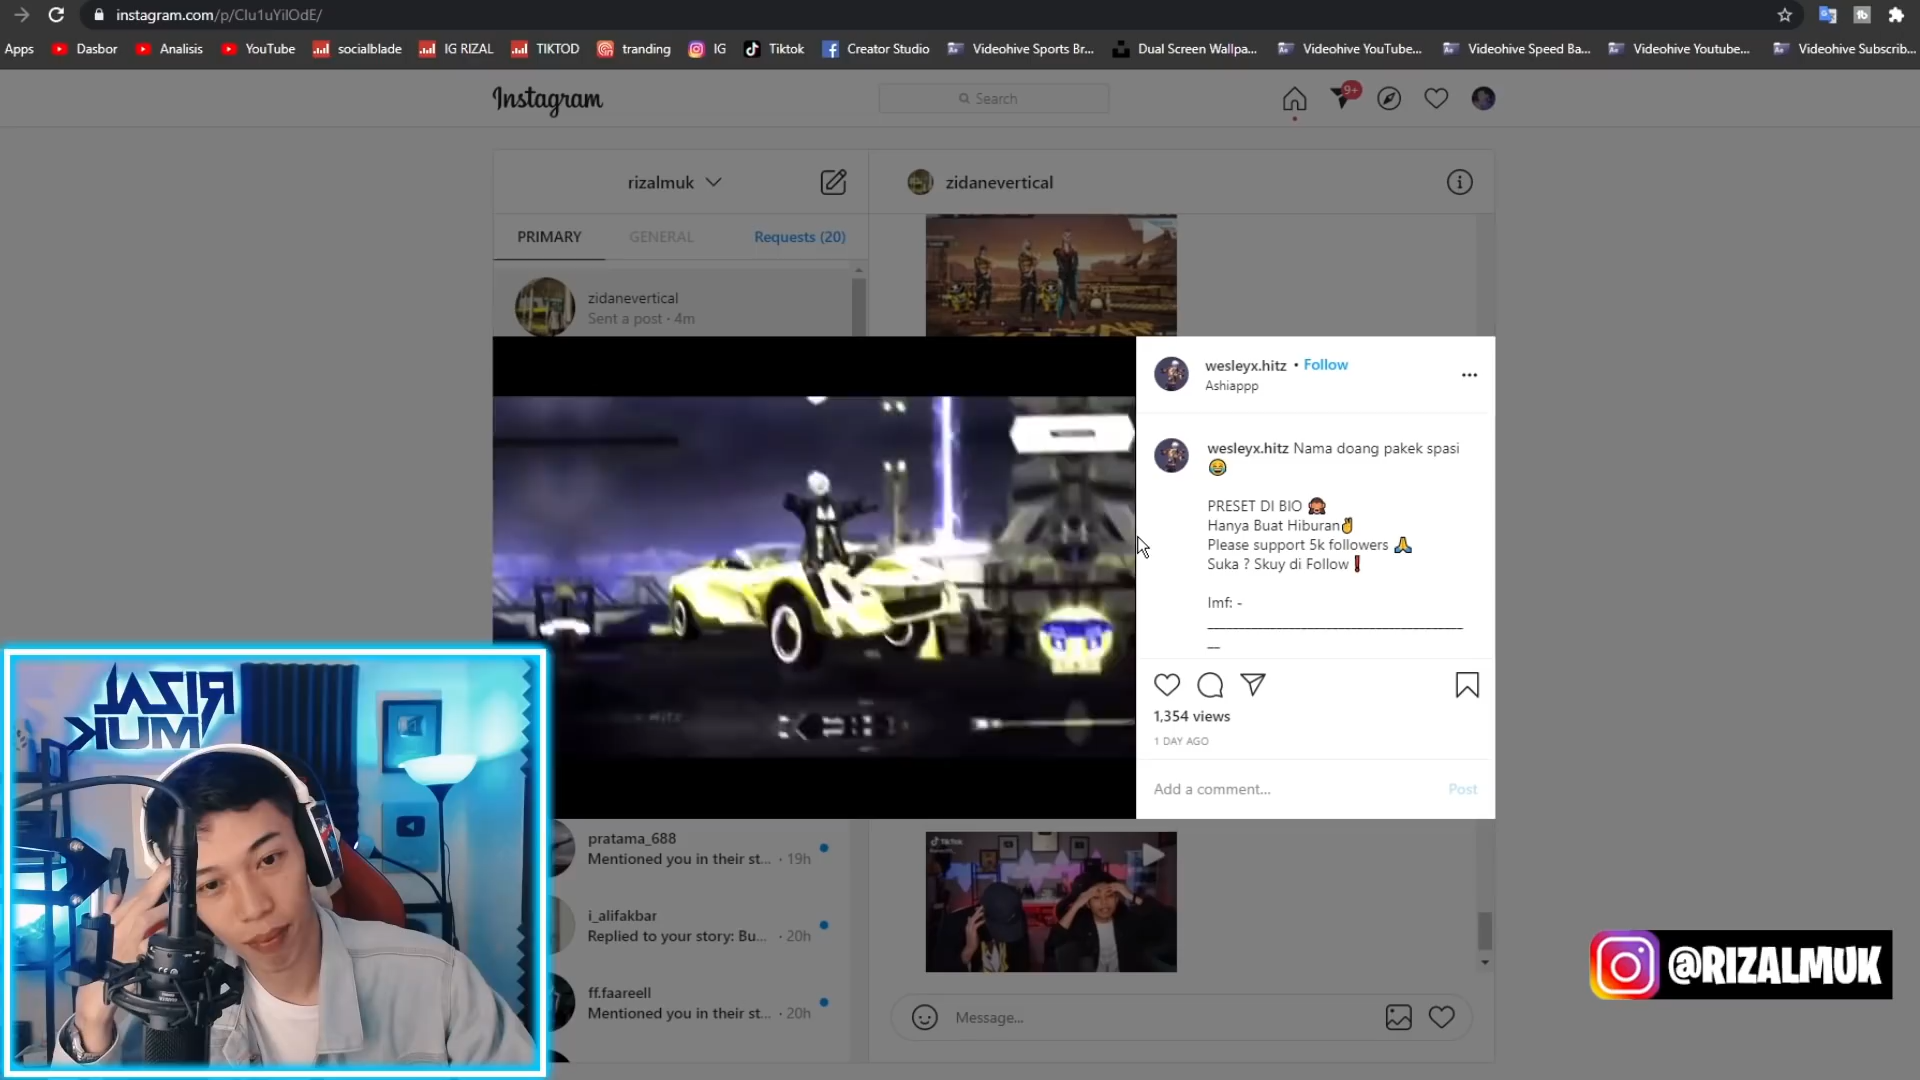 instagram.com/p/CIu1uYiIOdE/
Apps
Dasbor
Analisis
YouTube
socialblade
IG RIZAL
TIKTOD
tranding
IG
Tiktok
Creator Studio
Videohive Sports Br...
Dual Screen Wallpa...
Videohive YouTube...
Videohive Speed Ba...
Videohive Youtube...
Videohive Subscrib...
Instagram
Search
9+
rizalmuk
zidanevertical
PRIMARY
GENERAL
Requests (20)
zidanevertical
Sent a post · 4m
wesleyx.hitz • Follow
Ashiappp
wesleyx.hitz Nama doang pakek spasi
😂
PRESET DI BIO 🙊
Hanya Buat Hiburan✌
Please support 5k followers 🙏
Suka ? Skuy di Follow❗
Imf: -
1,354 views
1 DAY AGO
Add a comment...
Post
RIZAL
MUK
pratama_688
Mentioned you in their st... · 19h
i_alifakbar
Replied to your story: Bu... · 20h
ff.faareell
Mentioned you in their st... · 20h
TikTok
Message...
@RIZALMUK